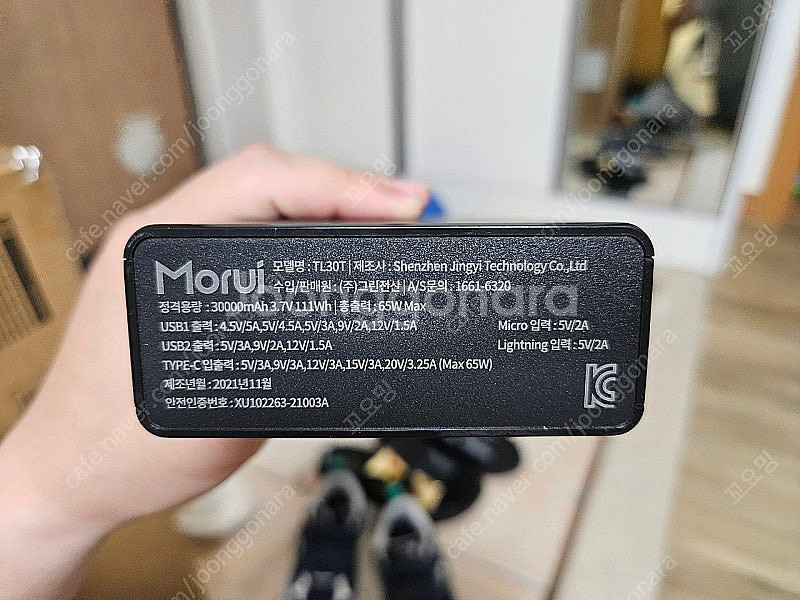 Morui
모델명 : TL30T | 제조사 : Shenzhen Jingyi Technology Co.,Ltd
수입/판매원 : (주)그린전산 | A/S문의 : 1661-6320
정격용량 : 30000mAh 3.7V 111Wh | 총출력 : 65W Max
USB1 출력 : 4.5V/5A,5V/4.5A,5V/3A,9V/2A,12V/1.5A
Micro 입력 : 5V/2A
USB2 출력 : 5V/3A,9V/2A,12V/1.5A
Lightning 입력 : 5V/2A
TYPE-C 입출력 : 5V/3A,9V/3A,12V/3A,15V/3A,20V/3.25A (Max 65W)
제조년월 : 2021년11월
안전인증번호 : XU102263-21003A
joonggonara
cafe.naver.com/joonggonara
꼬오밍